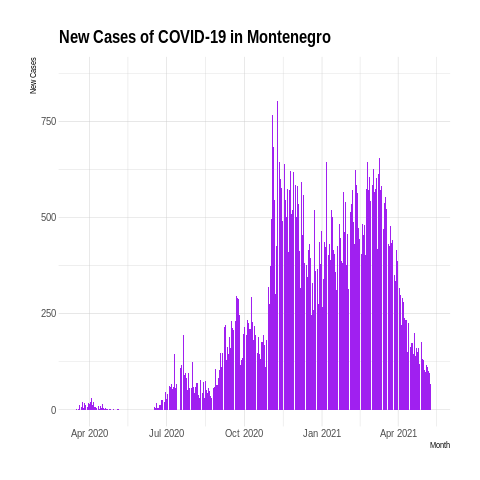 New Cases of COVID-19 in Montenegro
New Cases
750
500
250
0
Apr 2020 Jul 2020 Oct 2020 Jan 2021 Apr 2021
Month